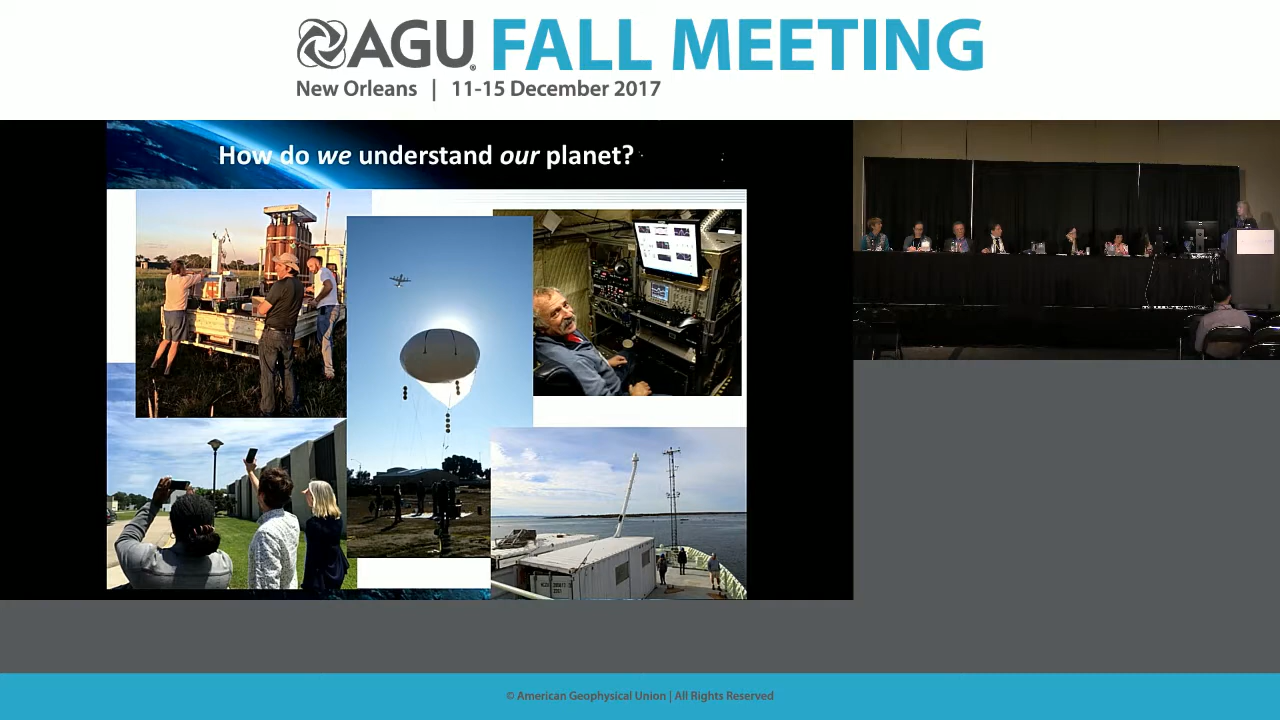 AGU FALL MEETING
New Orleans | 11-15 December 2017
How do we understand our planet?
© American Geophysical Union | All Rights Reserved